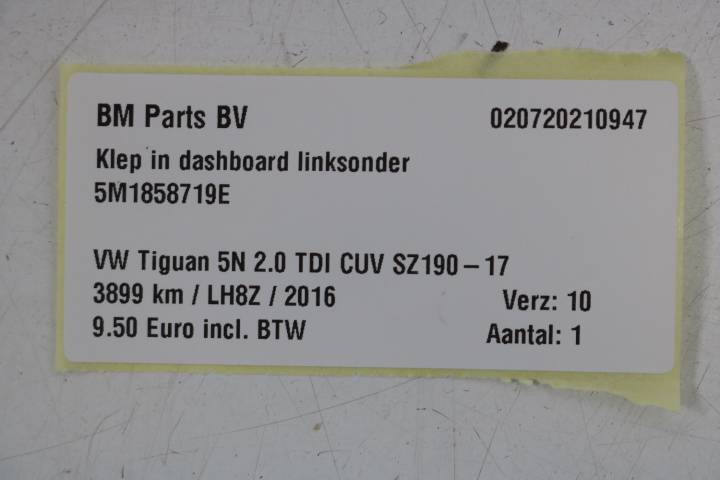 BM Parts BV 020720210947
Klep in dashboard linksonder
5M1858719E
VW Tiguan 5N 2.0 TDI CUV SZ190-17
3899 km / LH8Z / 2016 Verz: 10
9.50 Euro incl. BTW Aantal: 1